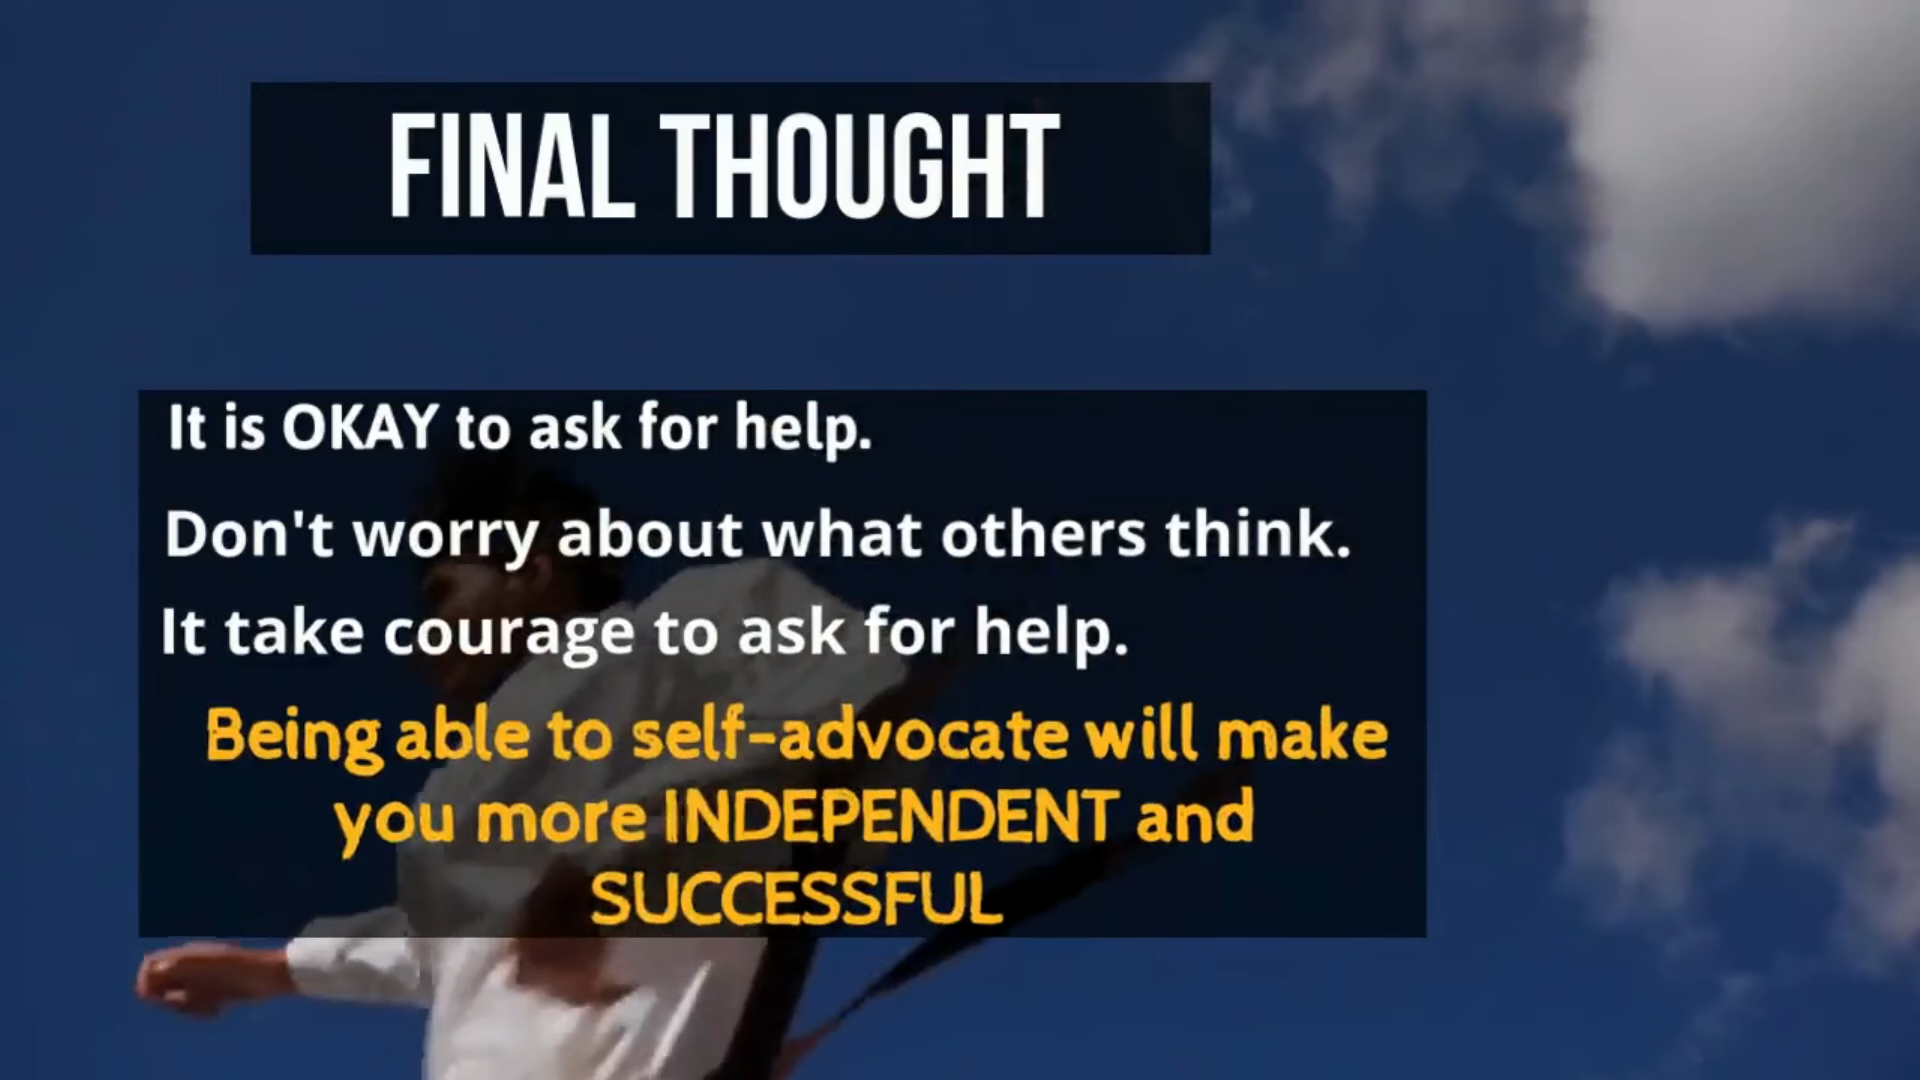 FINAL THOUGHT
It is OKAY to ask for help.
Don't worry about what others think.
It take courage to ask for help.
Being able to self-advocate will make
you more INDEPENDENT and
SUCCESSFUL